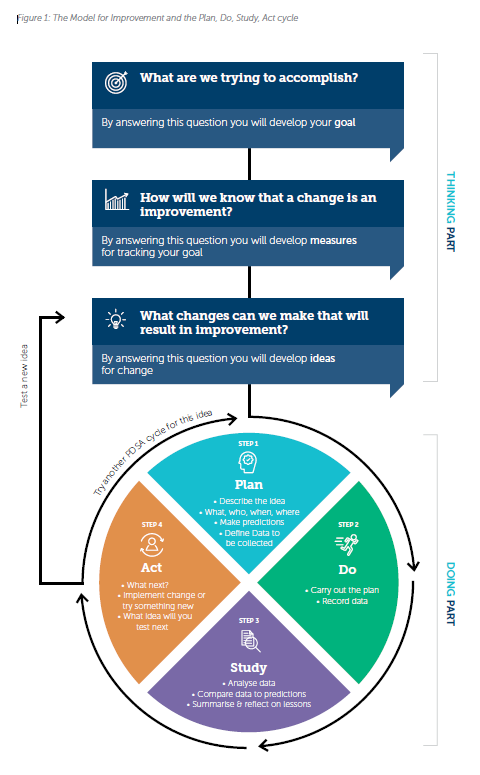 Figure 1: The Model for Improvement and the Plan, Do, Study, Act cycle
What are we trying to accomplish?
By answering this question you will develop your goal
How will we know that a change is an
improvement?
By answering this question you will develop measures
for tracking your goal
What changes can we make that will
result in improvement?
By answering this question you will develop ideas
for change
THINKING PART
Test a new idea
Try another PDSA cycle for this idea
STEP 1
Plan
• Describe the idea
• What, who, when, where
• Make predictions
• Define Data to
be collected
STEP 2
Do
• Carry out the plan
• Record data
STEP 3
Study
• Analyse data
• Compare data to predictions
• Summarise & reflect on lessons
STEP 4
Act
• What next?
• Implement change or
try something new
• What idea will you
test next
DOING PART